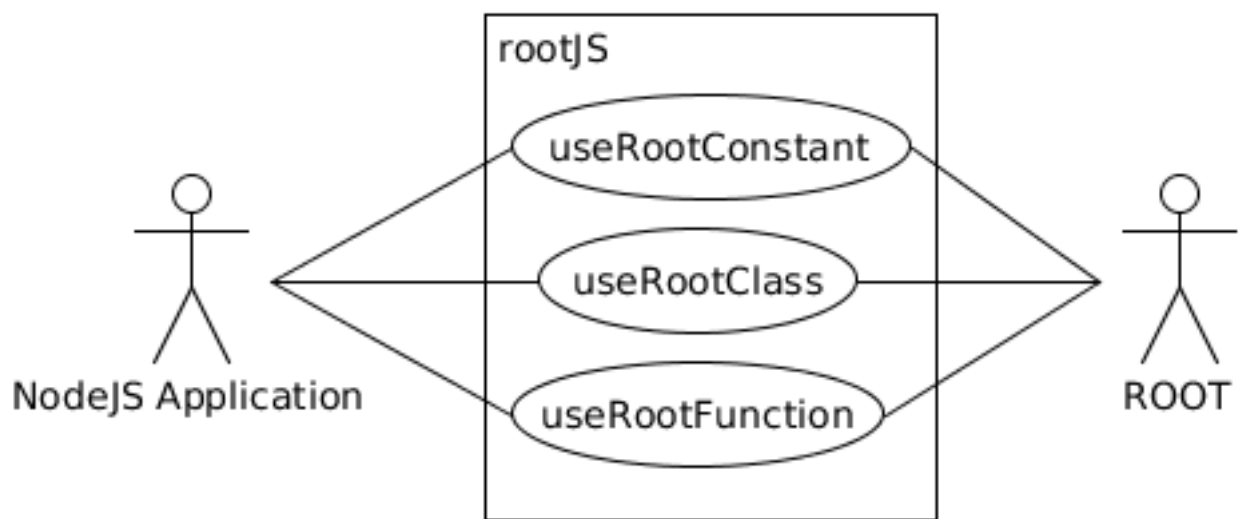 rootJS
useRootConstant
useRootClass
useRootFunction
NodeJS Application
ROOT